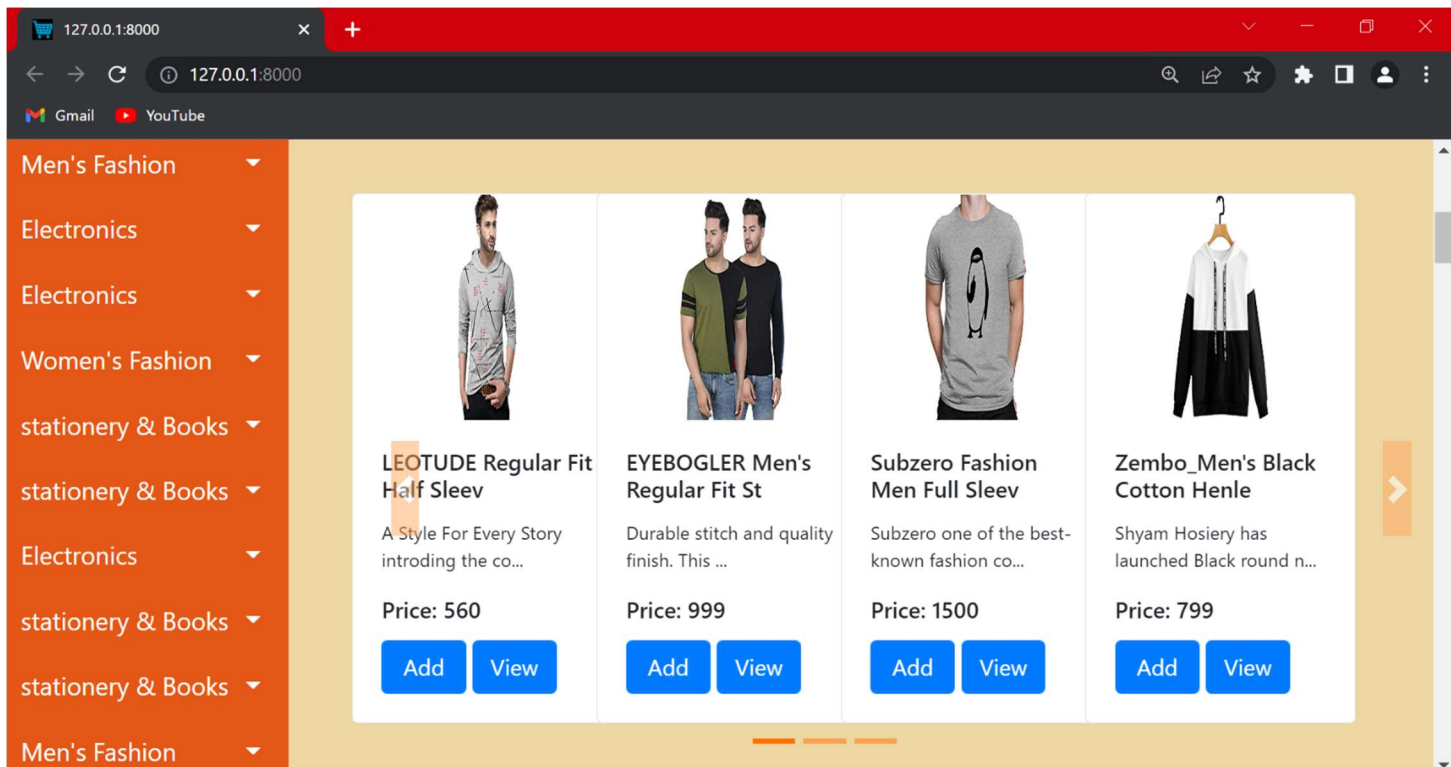 127.0.0.1:8000
127.0.0.1:8000
Gmail YouTube
Men's Fashion
Electronics
Electronics
Women's Fashion
stationery & Books
stationery & Books
Electronics
stationery & Books
stationery & Books
Men's Fashion
LEOTUDE Regular Fit
Half Sleev
A Style For Every Story
introding the co...
Price: 560
Add View
EYEBOGLER Men's
Regular Fit St
Durable stitch and quality
finish. This ...
Price: 999
Add View
Subzero Fashion
Men Full Sleev
Subzero one of the best-
known fashion co...
Price: 1500
Add View
Zembo_Men's Black
Cotton Henle
Shyam Hosiery has
launched Black round n...
Price: 799
Add View